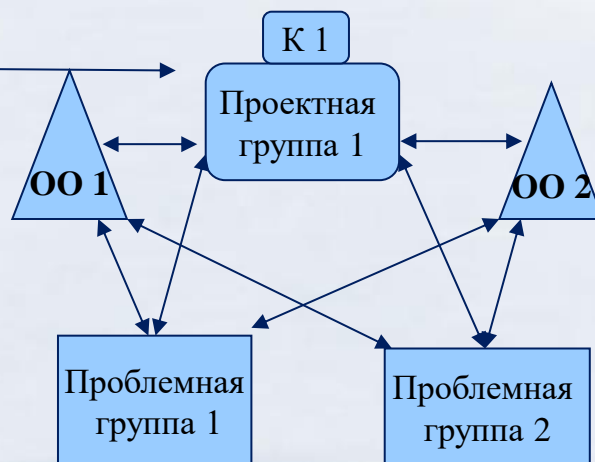 К 1
Проектная
группа 1
ОО 1
ОО 2
Проблемная
группа 1
Проблемная
группа 2